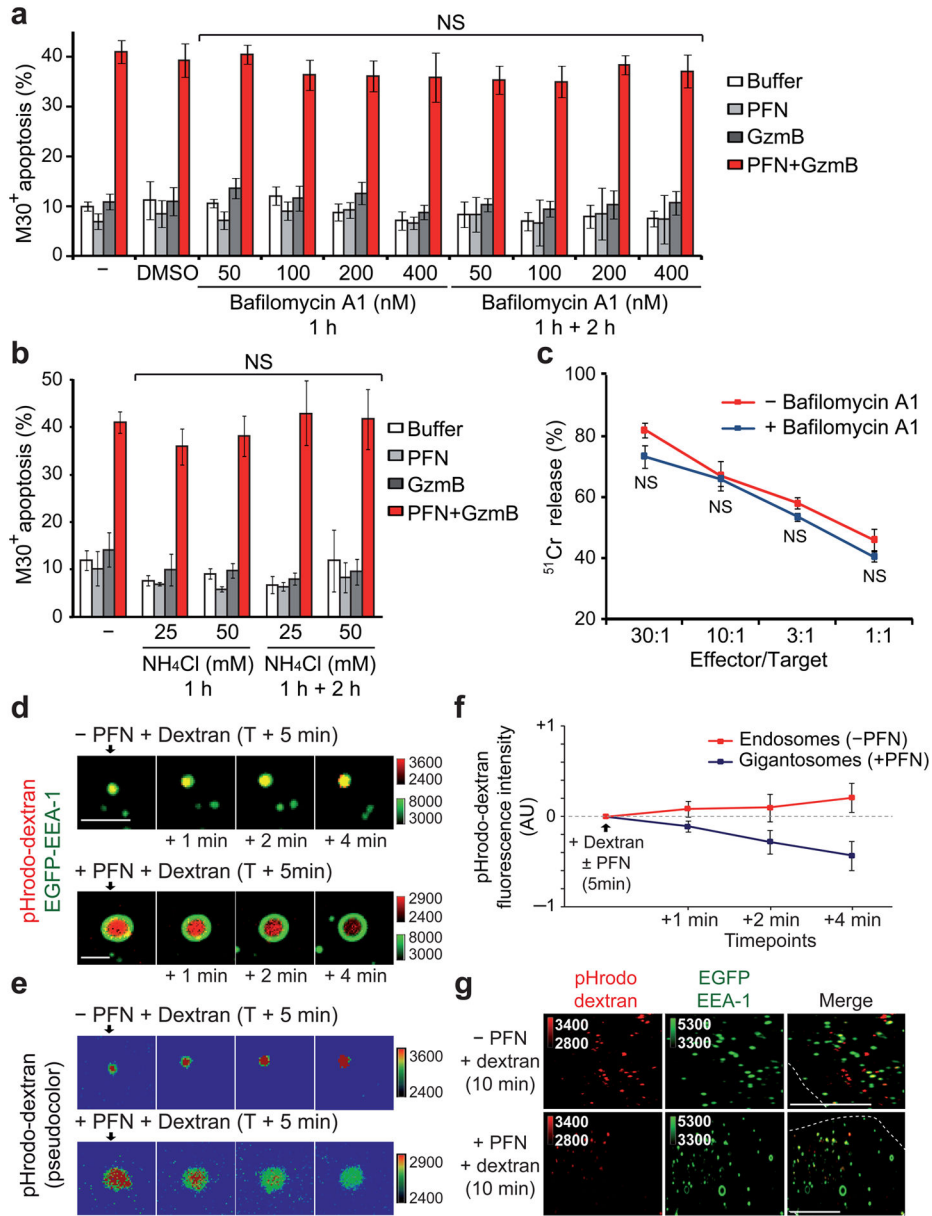 a
NS
M30+ apoptosis (%)
40
30
20
10
0
Buffer
PFN
GzmB
PFN+GzmB
– DMSO 50 100 200 400 50 100 200 400
Bafilomycin A1 (nM) Bafilomycin A1 (nM)
1 h 1 h + 2 h
b
NS
M30+ apoptosis (%)
50
40
30
20
10
0
Buffer
PFN
GzmB
PFN+GzmB
– 25 50 25 50
NH4Cl (mM) NH4Cl (mM)
1 h 1 h + 2 h
c
51Cr release (%)
100
80
60
40
20
– Bafilomycin A1
+ Bafilomycin A1
NS
NS
NS
NS
30:1 10:1 3:1 1:1
Effector/Target
d
pHrodo-dextran
EGFP-EEA-1
– PFN + Dextran (T + 5 min)
3600
2400
8000
3000
+ 1 min + 2 min + 4 min
+ PFN + Dextran (T + 5min)
2900
2400
8000
3000
+ 1 min + 2 min + 4 min
e
pHrodo-dextran
(pseudocolor)
– PFN + Dextran (T + 5 min)
3600
2400
+ PFN + Dextran (T + 5 min)
2900
2400
f
pHrodo-dextran
fluorescence intensity
(AU)
+1
0
–1
Endosomes (–PFN)
Gigantosomes (+PFN)
+ Dextran
± PFN
(5min)
+1 min +2 min +4 min
Timepoints
g
pHrodo
dextran
EGFP
EEA-1
Merge
– PFN
+ dextran
(10 min)
3400
2800
5300
3300
+ PFN
+ dextran
(10 min)
3400
2800
5300
3300